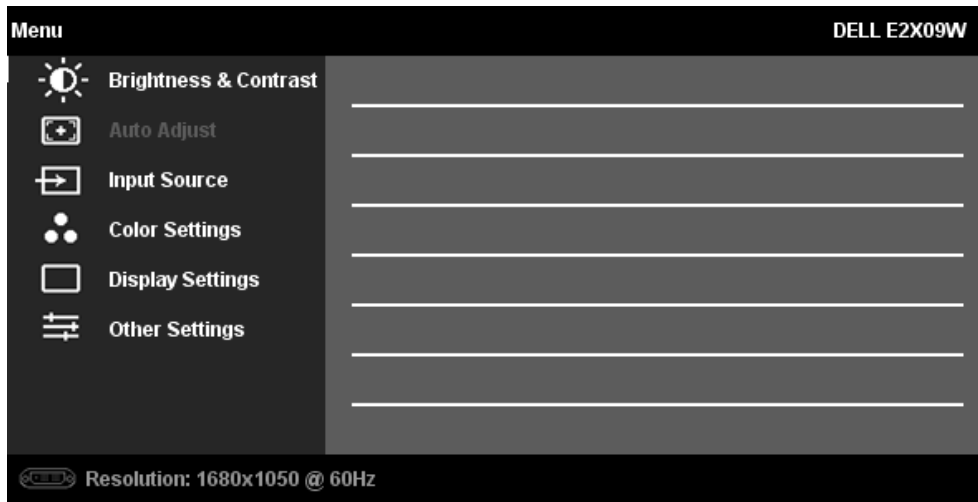 Menu DELL E2X09W
Brightness & Contrast
Auto Adjust
Input Source
Color Settings
Display Settings
Other Settings
Resolution: 1680x1050 @ 60Hz